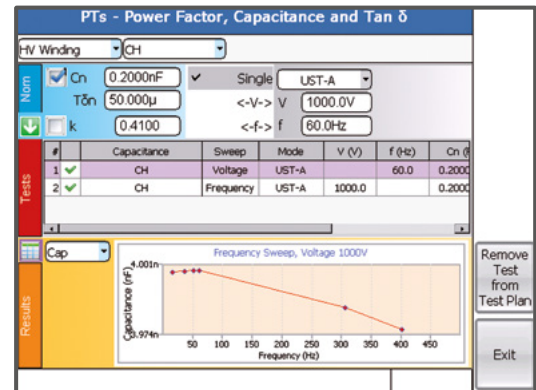 PTs - Power Factor, Capacitance and Tan δ
HV Winding CH
Nom
Cn 0.2000nF Single UST-A
Tδn 50.000µ <-V-> V 1000.0V
k 0.4100 <-f-> f 60.0Hz
Tests
# Capacitance Sweep Mode V (V) f (Hz) Cn
1 CH Voltage UST-A 60.0 0.2000
2 CH Frequency UST-A 1000.0 0.2000
Results
Cap
Frequency Sweep, Voltage 1000V
Capacitance (nF)
4.001n
3.974n
50 100 150 200 250 300 350 400 450
Frequency (Hz)
Remove
Test
from
Test Plan
Exit